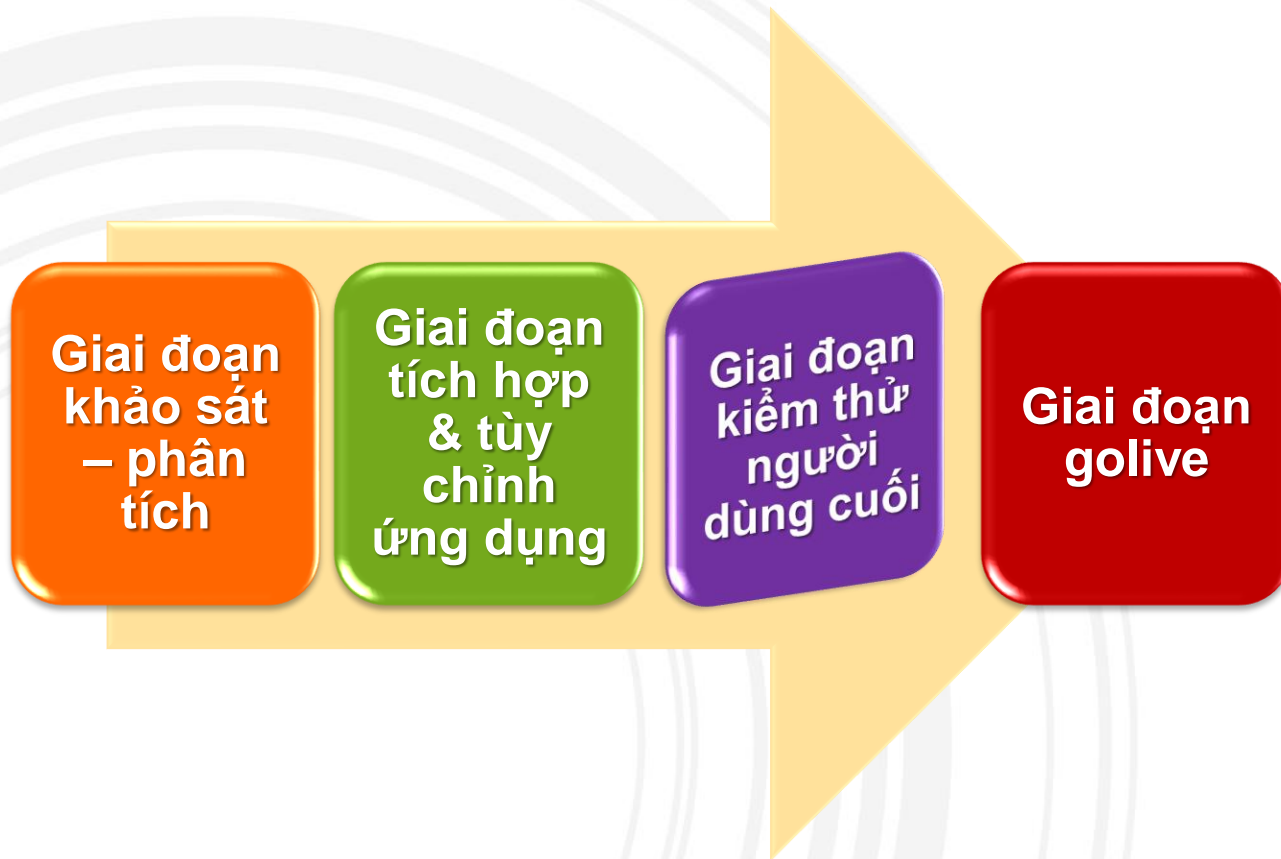 Giai đoạn
khảo sát
– phân
tích
Giai đoạn
tích hợp
& tùy
chỉnh
ứng dụng
Giai đoạn
kiểm thử
người
dùng cuối
Giai đoạn
golive